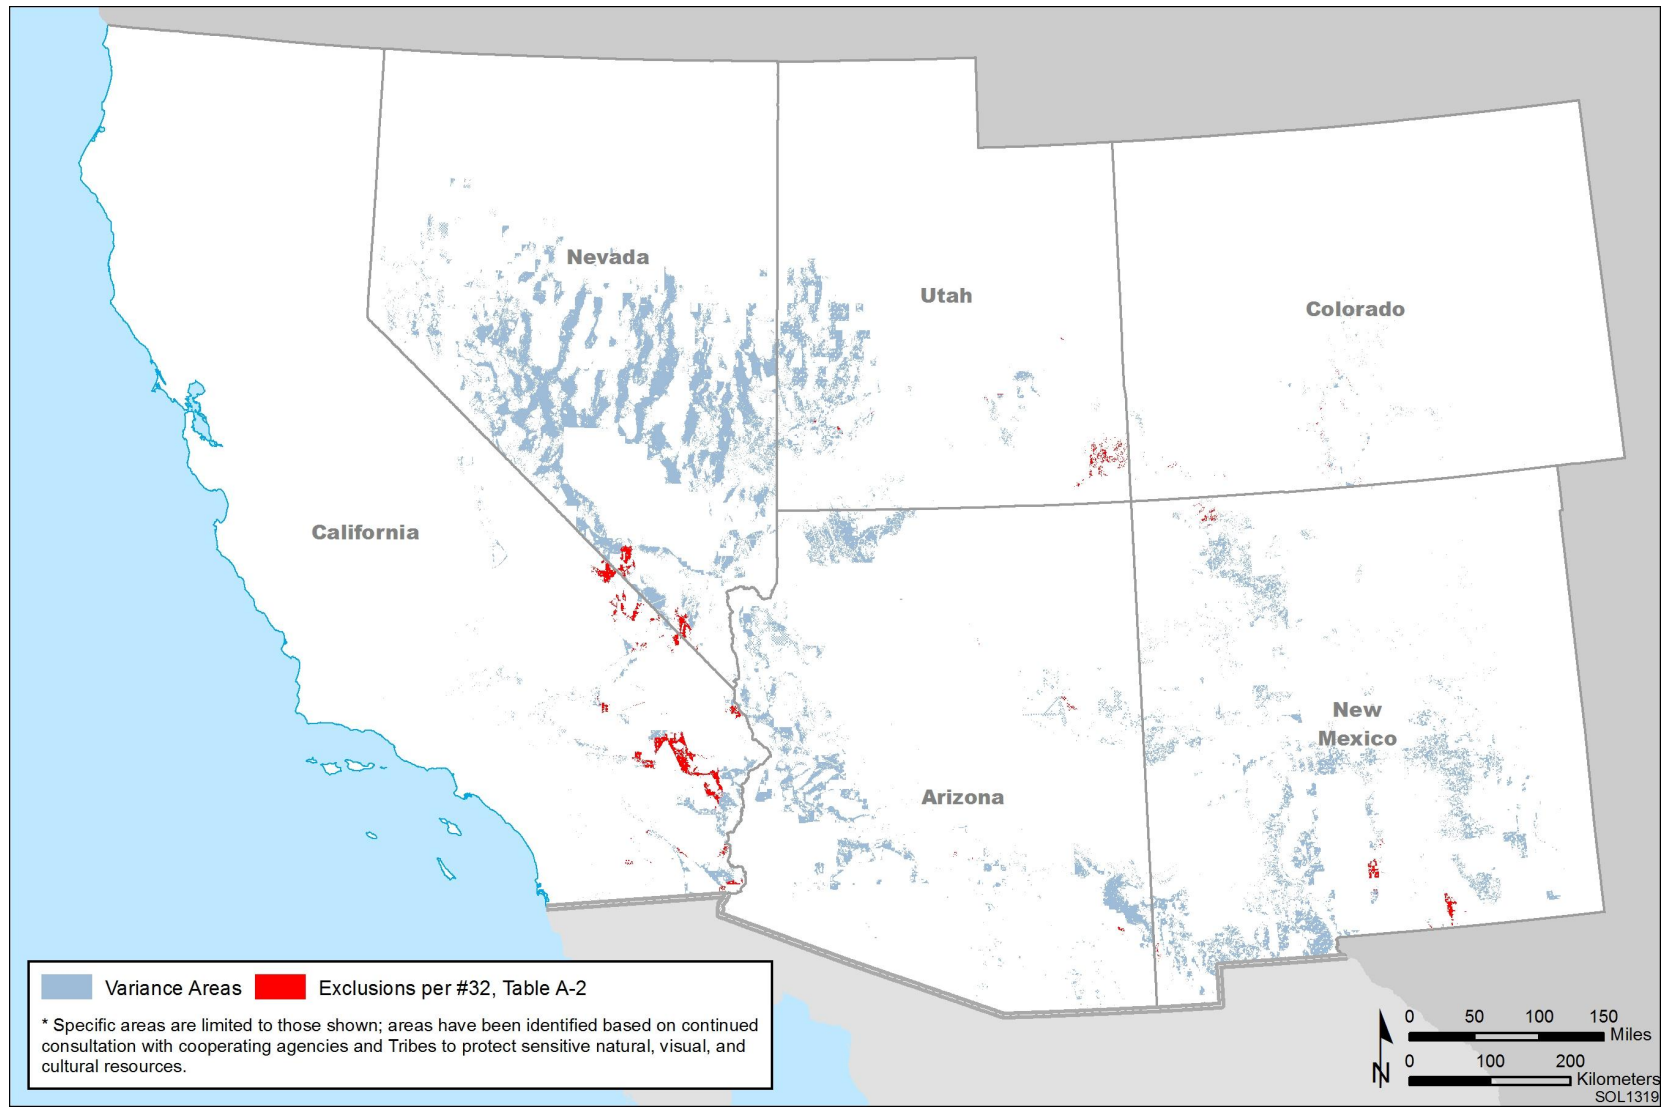 Nevada
Utah
Colorado
California
New
Mexico
Arizona
Variance Areas
Exclusions per #32, Table A-2
* Specific areas are limited to those shown; areas have been identified based on continued
consultation with cooperating agencies and Tribes to protect sensitive natural, visual, and
cultural resources.
N
0 50 100 150
Miles
0 100 200
Kilometers
SOL1319